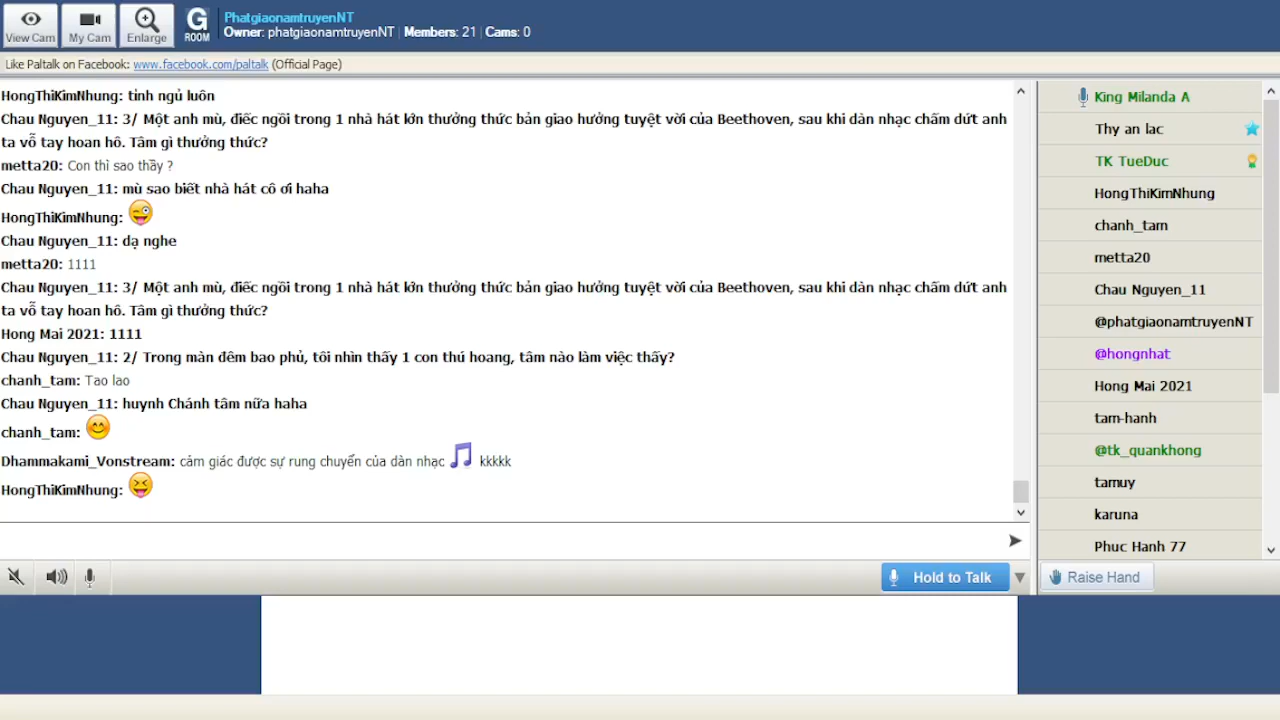 View Cam
My Cam
Enlarge
G
ROOM
PhatgiaonamtruyenNT
Owner: phatgiaonamtruyenNT | Members: 21 | Cams: 0
Like Paltalk on Facebook: www.facebook.com/paltalk (Official Page)
HongThiKimNhung: tỉnh ngủ luôn
Chau Nguyen_11: 3/ Một anh mù, điếc ngồi trong 1 nhà hát lớn thưởng thức bản giao hưởng tuyệt vời của Beethoven, sau khi dàn nhạc chấm dứt anh
ta vỗ tay hoan hô. Tâm gì thưởng thức?
metta20: Con thì sao thầy ?
Chau Nguyen_11: mù sao biết nhà hát cô ơi haha
HongThiKimNhung:
Chau Nguyen_11: dạ nghe
metta20: 1111
Chau Nguyen_11: 3/ Một anh mù, điếc ngồi trong 1 nhà hát lớn thưởng thức bản giao hưởng tuyệt vời của Beethoven, sau khi dàn nhạc chấm dứt anh
ta vỗ tay hoan hô. Tâm gì thưởng thức?
Hong Mai 2021: 1111
Chau Nguyen_11: 2/ Trong màn đêm bao phủ, tôi nhìn thấy 1 con thú hoang, tâm nào làm việc thấy?
chanh_tam: Tao lao
Chau Nguyen_11: huynh Chánh tâm nữa haha
chanh_tam:
Dhammakami_Vonstream: cảm giác được sự rung chuyển của dàn nhạc kkkkk
HongThiKimNhung:
Hold to Talk
King Milanda A
Thy an lac
TK TueDuc
HongThiKimNhung
chanh_tam
metta20
Chau Nguyen_11
@phatgiaonamtruyenNT
@hongnhat
Hong Mai 2021
tam-hanh
@tk_quankhong
tamuy
karuna
Phuc Hanh 77
Raise Hand